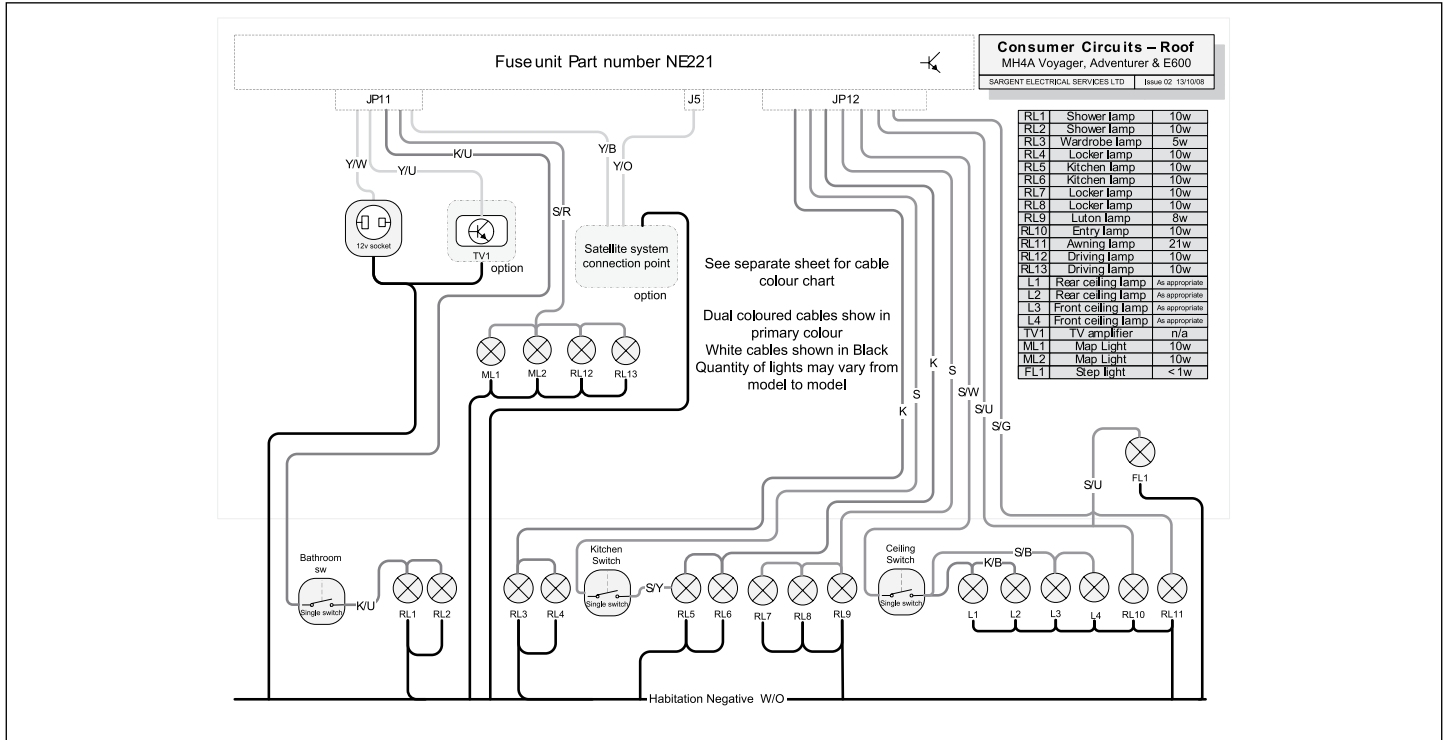 Fuse unit Part number NE221
Consumer Circuits – Roof
MH4A Voyager, Adventurer & E600
SARGENT ELECTRICAL SERVICES LTD Issue 02 13/10/08
JP11
J5
JP12
RL1 Shower lamp 10w
RL2 Shower lamp 10w
RL3 Wardrobe lamp 5w
RL4 Locker lamp 10w
RL5 Kitchen lamp 10w
RL6 Kitchen lamp 10w
RL7 Locker lamp 10w
RL8 Locker lamp 10w
RL9 Luton lamp 8w
RL10 Entry lamp 10w
RL11 Awning lamp 21w
RL12 Driving lamp 10w
RL13 Driving lamp 10w
L1 Rear ceiling lamp As appropriate
L2 Rear ceiling lamp As appropriate
L3 Front ceiling lamp As appropriate
L4 Front ceiling lamp As appropriate
TV1 TV amplifier n/a
ML1 Map Light 10w
ML2 Map Light 10w
FL1 Step light < 1w
Y/W
Y/U
K/U
Y/B
Y/O
S/R
12v socket
TV1
option
Satellite system
connection point
option
See separate sheet for cable
colour chart
Dual coloured cables show in
primary colour
White cables shown in Black
Quantity of lights may vary from
model to model
ML1 ML2 RL12 RL13
K
S
K
S
S/W
S/U
S/G
S/U
FL1
Bathroom
sw
Single switch
K/U
RL1 RL2
RL3 RL4
Kitchen
Switch
Single switch
S/Y
RL5 RL6
RL7 RL8 RL9
Ceiling
Switch
Single switch
S/B
K/B
L1 L2 L3 L4 RL10 RL11
Habitation Negative W/O